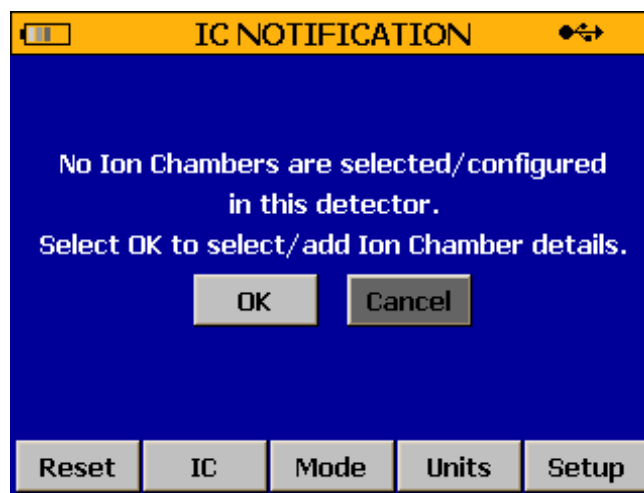 IC NOTIFICATION
No Ion Chambers are selected/configured
in this detector.
Select OK to select/add Ion Chamber details.
OK Cancel
Reset IC Mode Units Setup